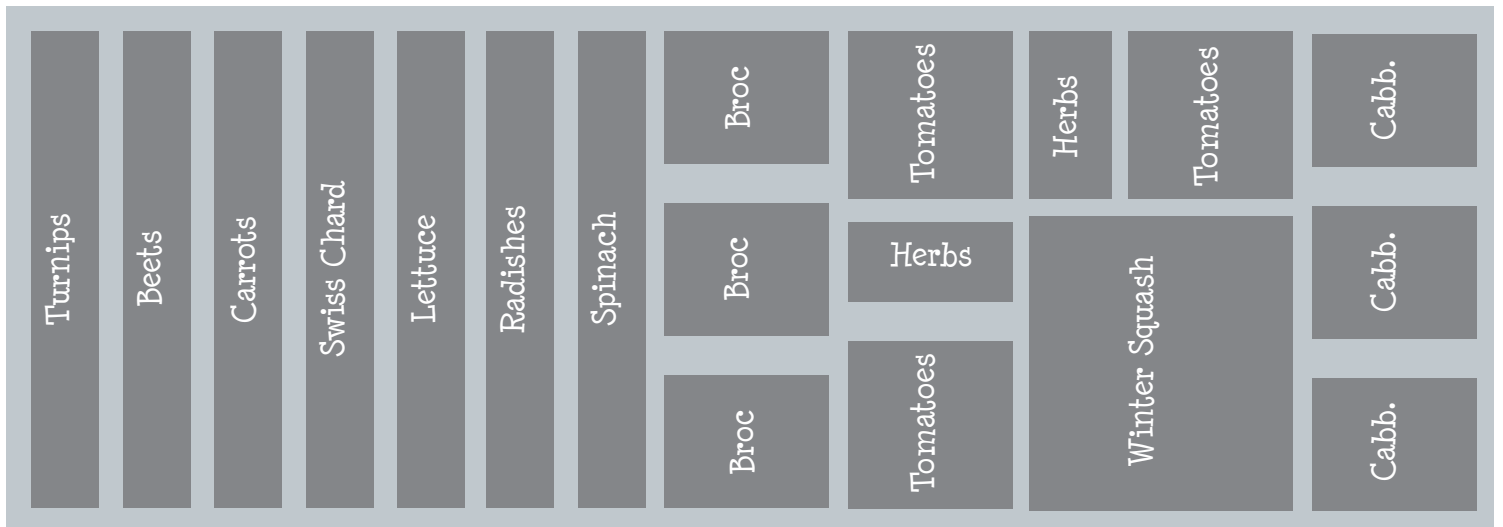 Turnips
Beets
Carrots
Swiss Chard
Lettuce
Radishes
Spinach
Broc
Broc
Broc
Tomatoes
Herbs
Tomatoes
Herbs
Tomatoes
Winter Squash
Cabb.
Cabb.
Cabb.